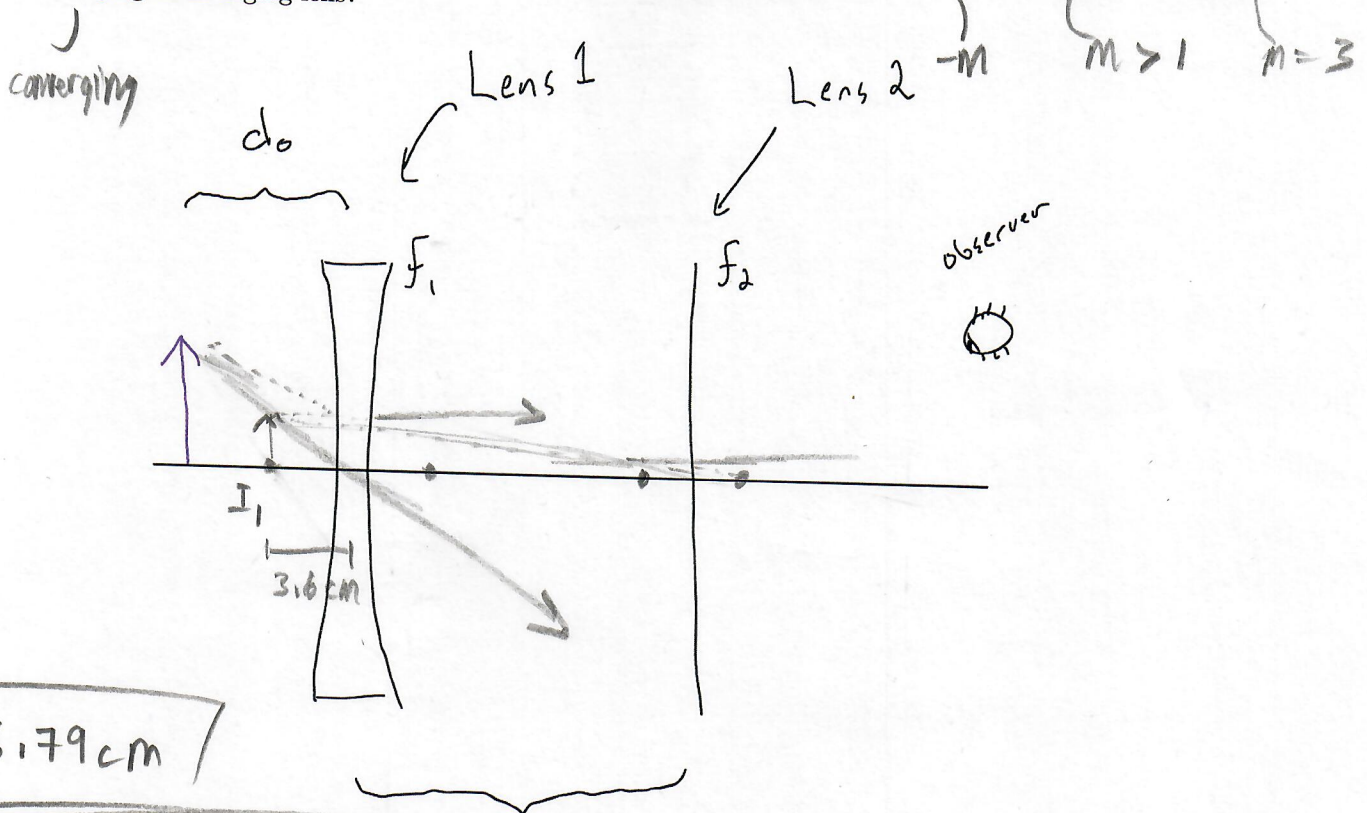 converging
-m
m > 1
m = 3
Lens 1
Lens 2
do
f1
f2
observer
I1
3.6 cm
.79 cm